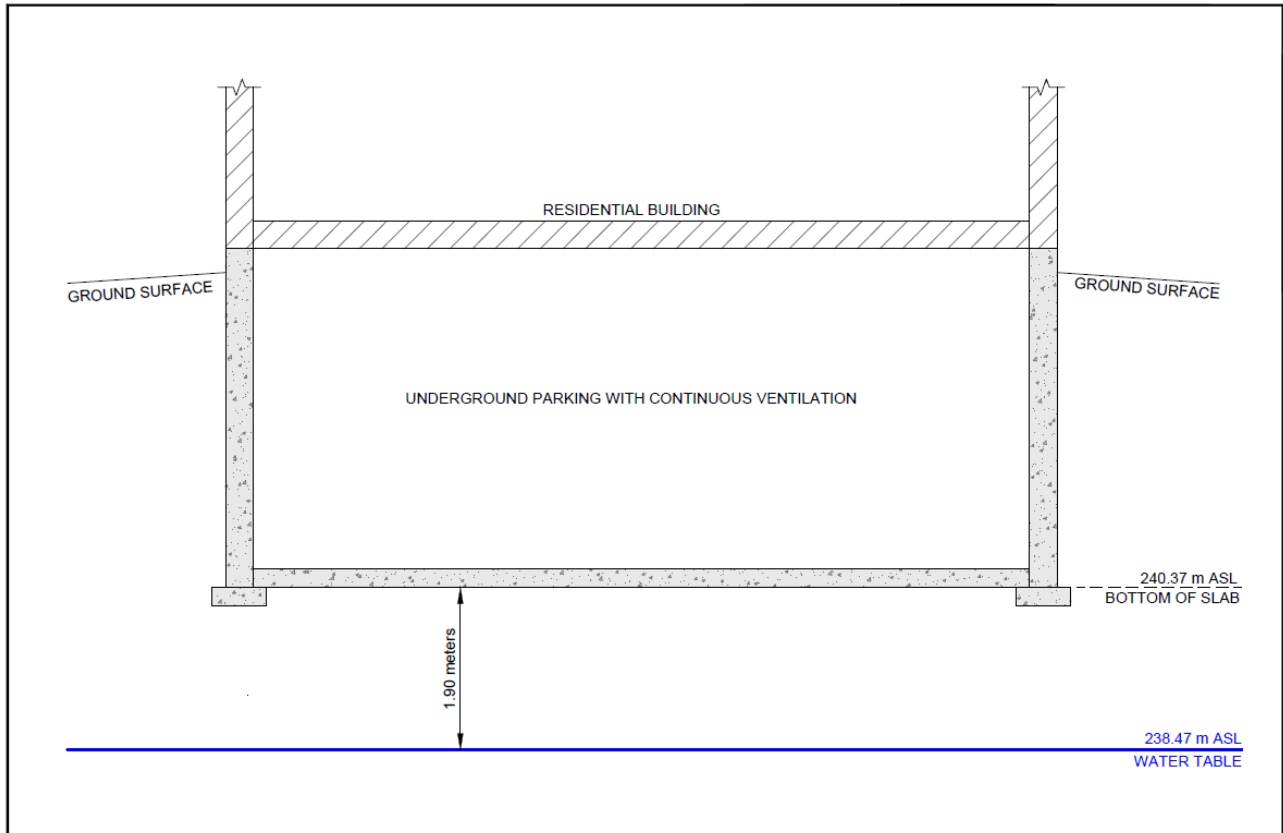 RESIDENTIAL BUILDING
GROUND SURFACE
GROUND SURFACE
UNDERGROUND PARKING WITH CONTINUOUS VENTILATION
240.37 m ASL
BOTTOM OF SLAB
1.90 meters
238.47 m ASL
WATER TABLE